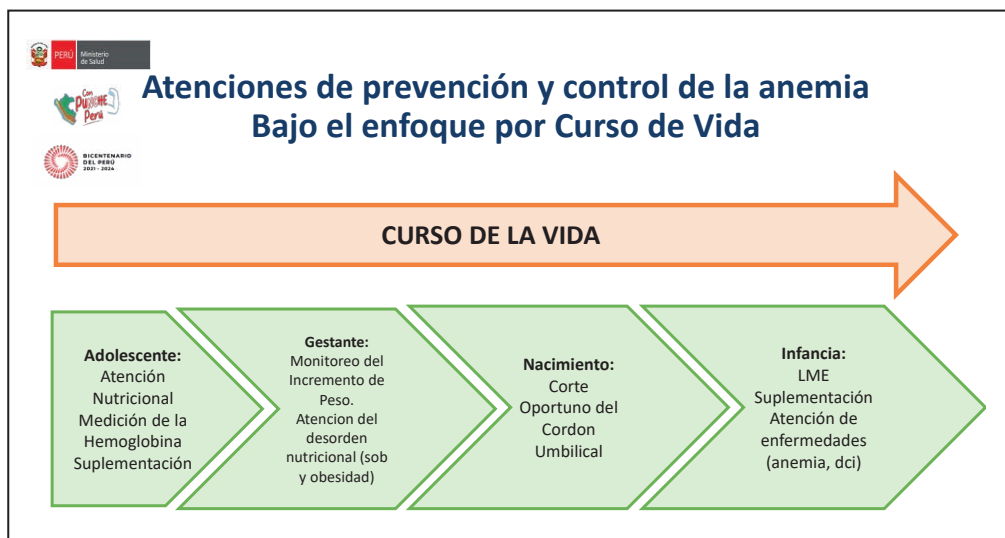 PERÚ
Ministerio
de Salud
Con
PUNCHE
Perú
BICENTENARIO
DEL PERÚ
2021 - 2024
Atenciones de prevención y control de la anemia
Bajo el enfoque por Curso de Vida
CURSO DE LA VIDA
Adolescente:
Atención
Nutricional
Medición de la
Hemoglobina
Suplementación
Gestante:
Monitoreo del
Incremento de
Peso.
Atencion del
desorden
nutricional (sob
y obesidad)
Nacimiento:
Corte
Oportuno del
Cordon
Umbilical
Infancia:
LME
Suplementación
Atención de
enfermedades
(anemia, dci)